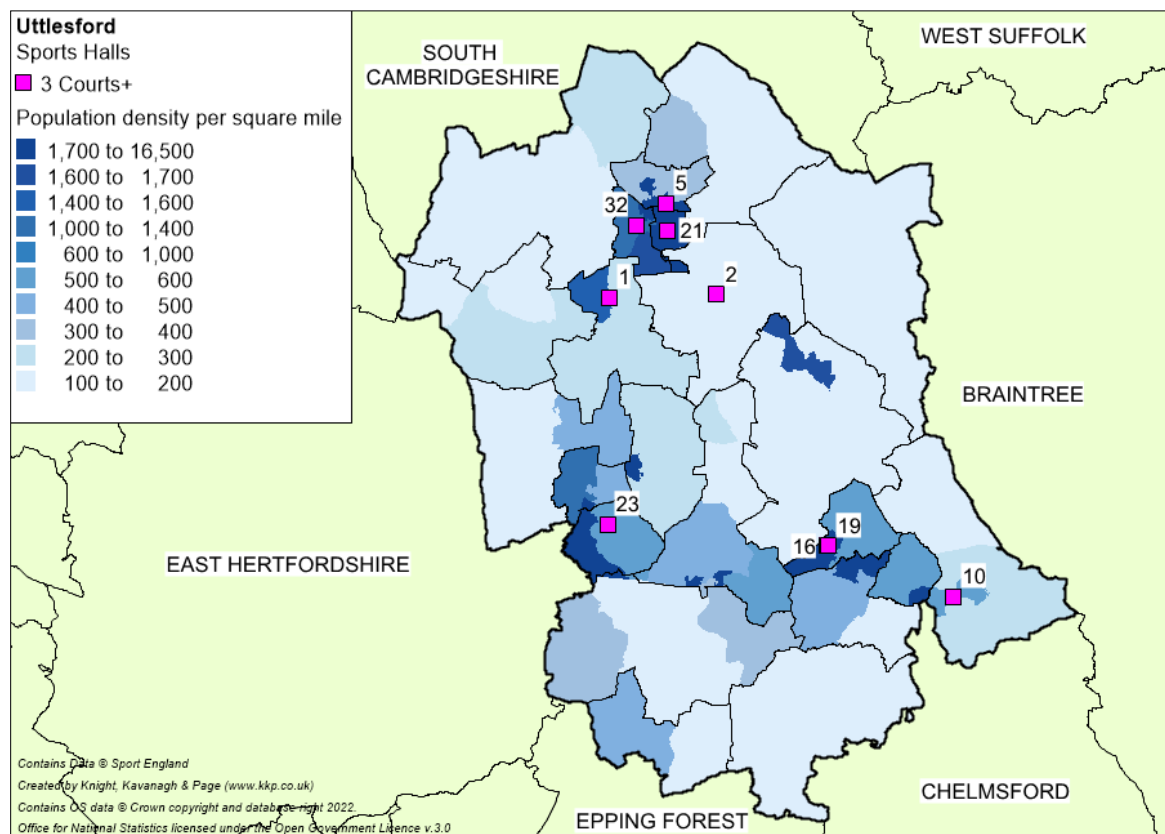 Uttlesford
Sports Halls
3 Courts+
Population density per square mile
1,700 to 16,500
1,600 to 1,700
1,400 to 1,600
1,000 to 1,400
600 to 1,000
500 to 600
400 to 500
300 to 400
200 to 300
100 to 200
WEST SUFFOLK
SOUTH
CAMBRIDGESHIRE
5
32
21
1
2
BRAINTREE
23
19
16
EAST HERTFORDSHIRE
10
CHELMSFORD
EPPING FOREST
Contains Data © Sport England
Created by Knight, Kavanagh & Page (www.kkp.co.uk)
Contains OS data © Crown copyright and database right 2022.
Office for National Statistics licensed under the Open Government Licence v.3.0